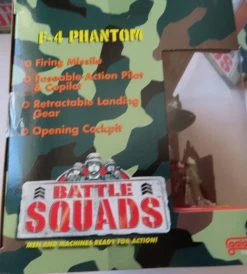 F-4 PHANTOM
Firing Missile
Poseable Action Pilot
& Copilot
Retractable Landing
Gear
Opening Cockpit
BATTLE
SQUADS
MEN AND MACHINES READY FOR ACTION!